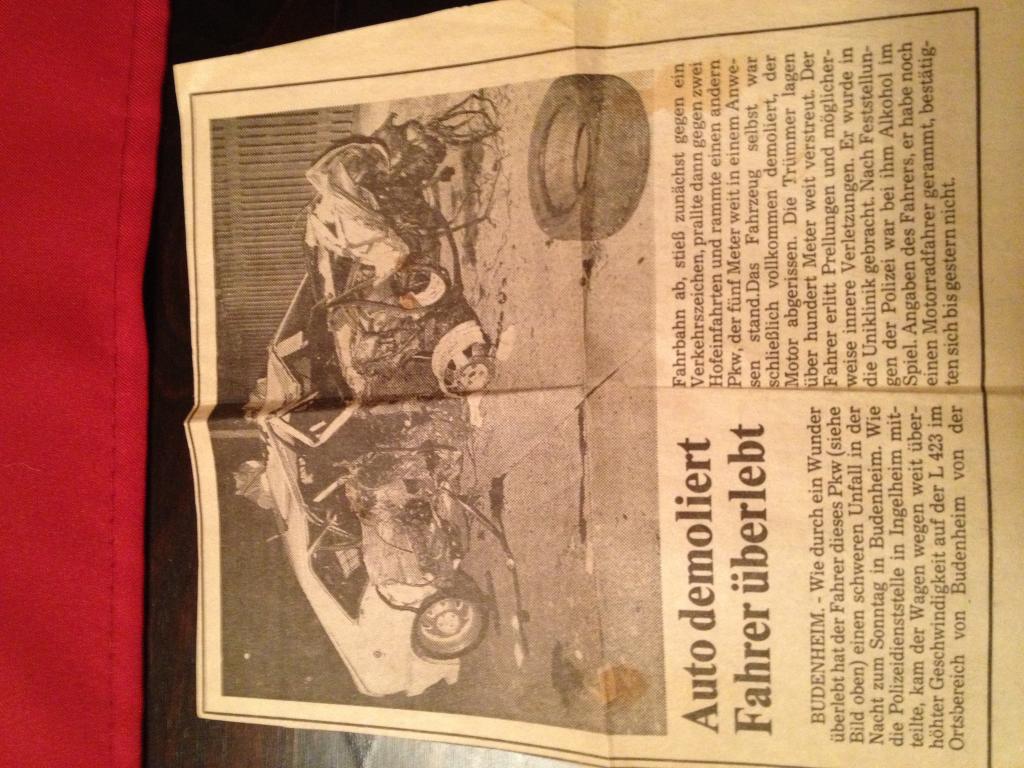 Auto demoliert
Fahrer überlebt
BUDENHEIM. - Wie durch ein Wunder
überlebt hat der Fahrer dieses Pkw (siehe
Bild oben) einen schweren Unfall in der
Nacht zum Sonntag in Budenheim. Wie
die Polizeidienststelle in Ingelheim mit-
teilte, kam der Wagen wegen weit über-
höhter Geschwindigkeit auf der L 423 im
Ortsbereich von Budenheim von der
Fahrbahn ab, stieß zunächst gegen ein
Verkehrszeichen, prallte dann gegen zwei
Hofeinfahrten und rammte einen andern
Pkw, der fünf Meter weit in einem Anwe-
sen stand.Das Fahrzeug selbst war
schließlich vollkommen demoliert, der
Motor abgerissen. Die Trümmer lagen
über hundert Meter weit verstreut. Der
Fahrer erlitt Prellungen und möglicher-
weise innere Verletzungen. Er wurde in
die Uniklinik gebracht. Nach Feststellun-
gen der Polizei war bei ihm Alkohol im
Spiel. Angaben des Fahrers, er habe noch
einen Motorradfahrer gerammt, bestätig-
ten sich bis gestern nicht.